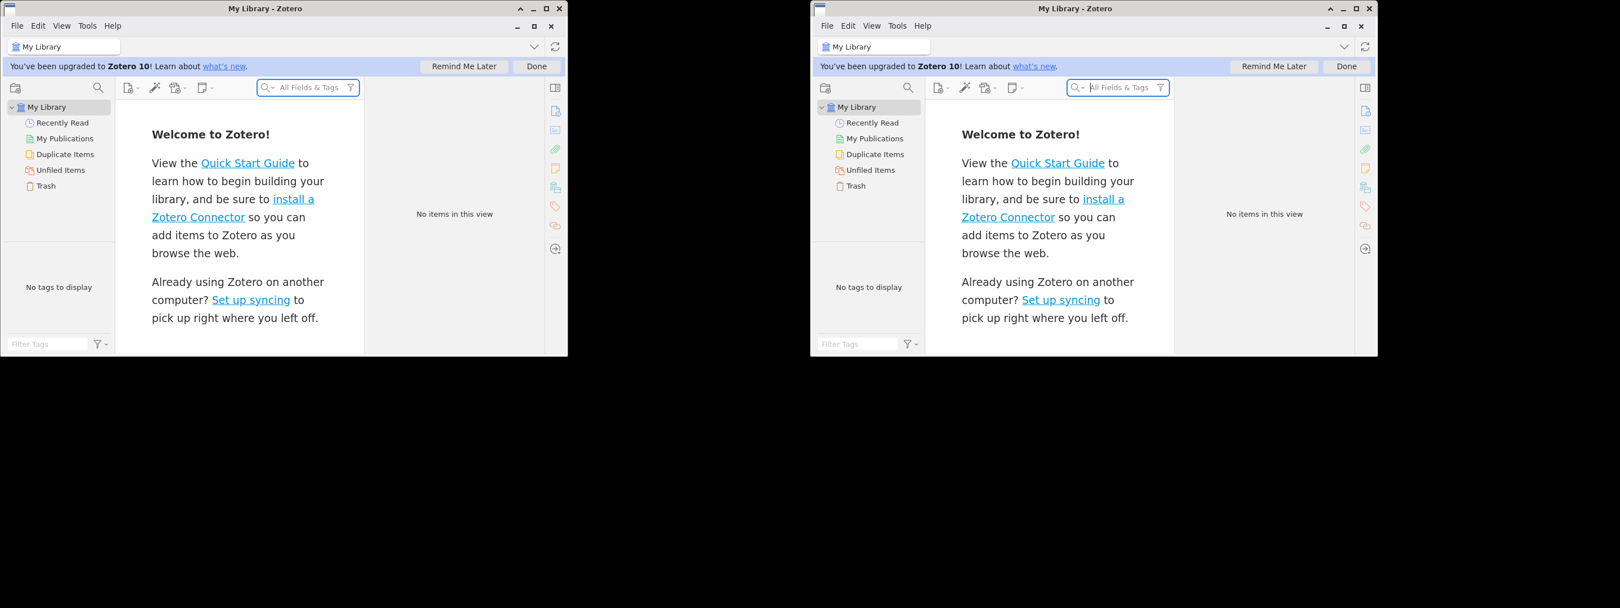 My Library - Zotero
File Edit View Tools Help
My Library
You've been upgraded to Zotero 10! Learn about what's new.
Remind Me Later
Done
All Fields & Tags
My Library
Recently Read
My Publications
Duplicate Items
Unfiled Items
Trash
No tags to display
Filter Tags
Welcome to Zotero!
View the Quick Start Guide to
learn how to begin building your
library, and be sure to install a
Zotero Connector so you can
add items to Zotero as you
browse the web.
Already using Zotero on another
computer? Set up syncing to
pick up right where you left off.
No items in this view
My Library - Zotero
File Edit View Tools Help
My Library
You've been upgraded to Zotero 10! Learn about what's new.
Remind Me Later
Done
All Fields & Tags
My Library
Recently Read
My Publications
Duplicate Items
Unfiled Items
Trash
No tags to display
Filter Tags
Welcome to Zotero!
View the Quick Start Guide to
learn how to begin building your
library, and be sure to install a
Zotero Connector so you can
add items to Zotero as you
browse the web.
Already using Zotero on another
computer? Set up syncing to
pick up right where you left off.
No items in this view